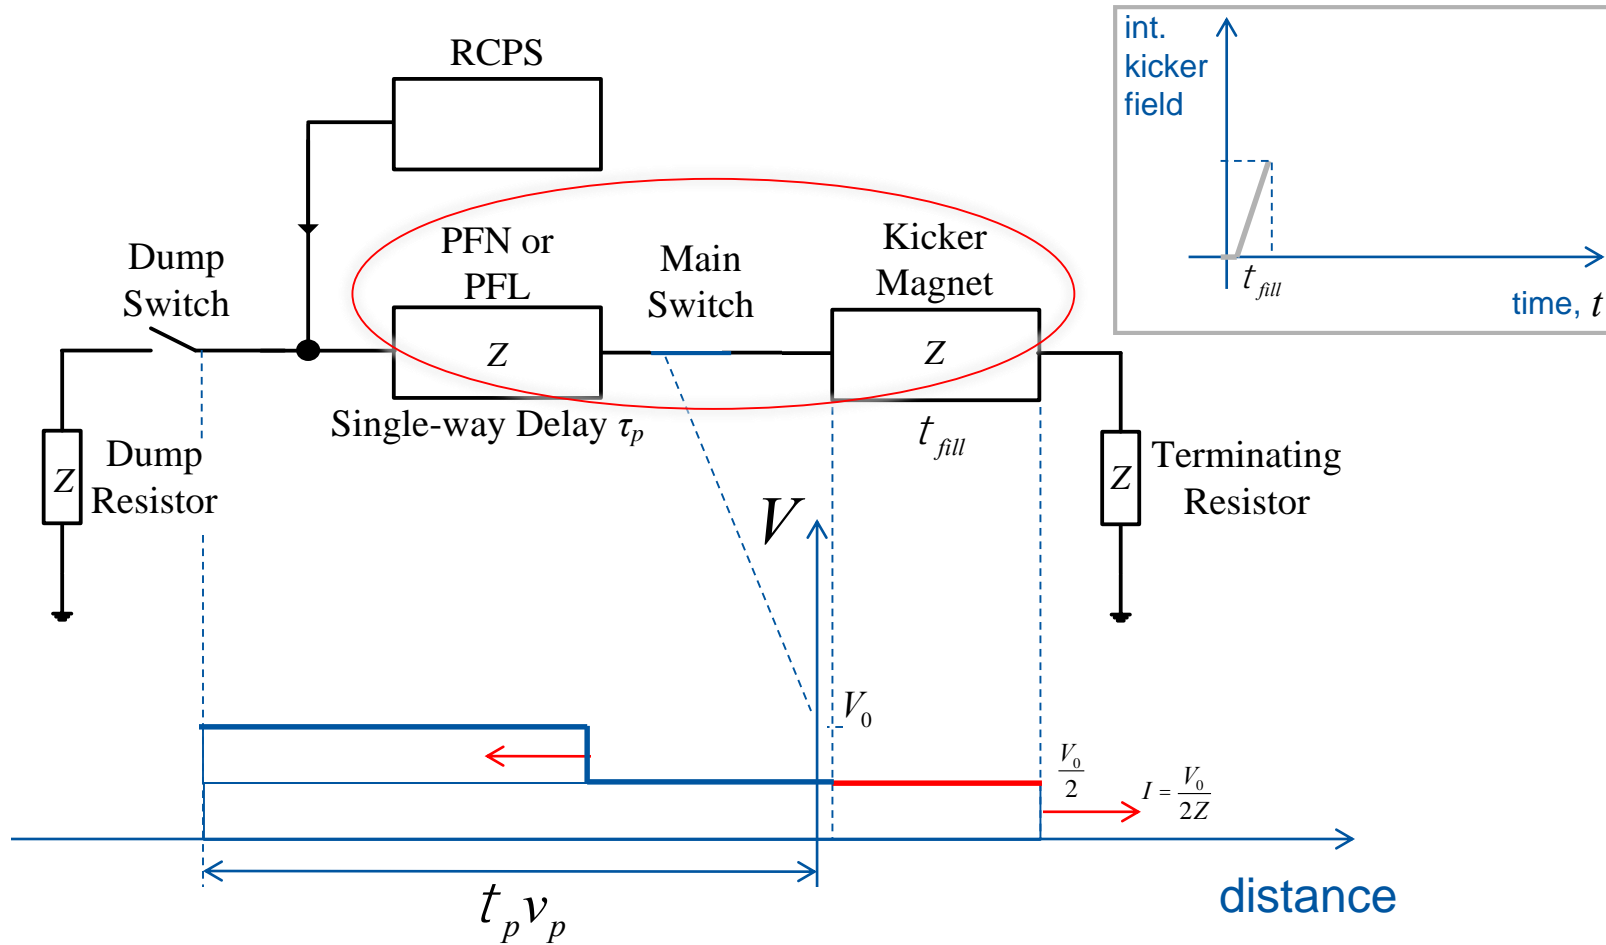 RCPS
int.
kicker
field
t fill
time, t
Dump
Switch
PFN or
PFL
Main
Switch
Kicker
Magnet
Z
Z
Single-way Delay τp
t fill
Z
Dump
Resistor
Z
Terminating
Resistor
V
V0
V0
2
I = V0
2Z
tpvp
distance